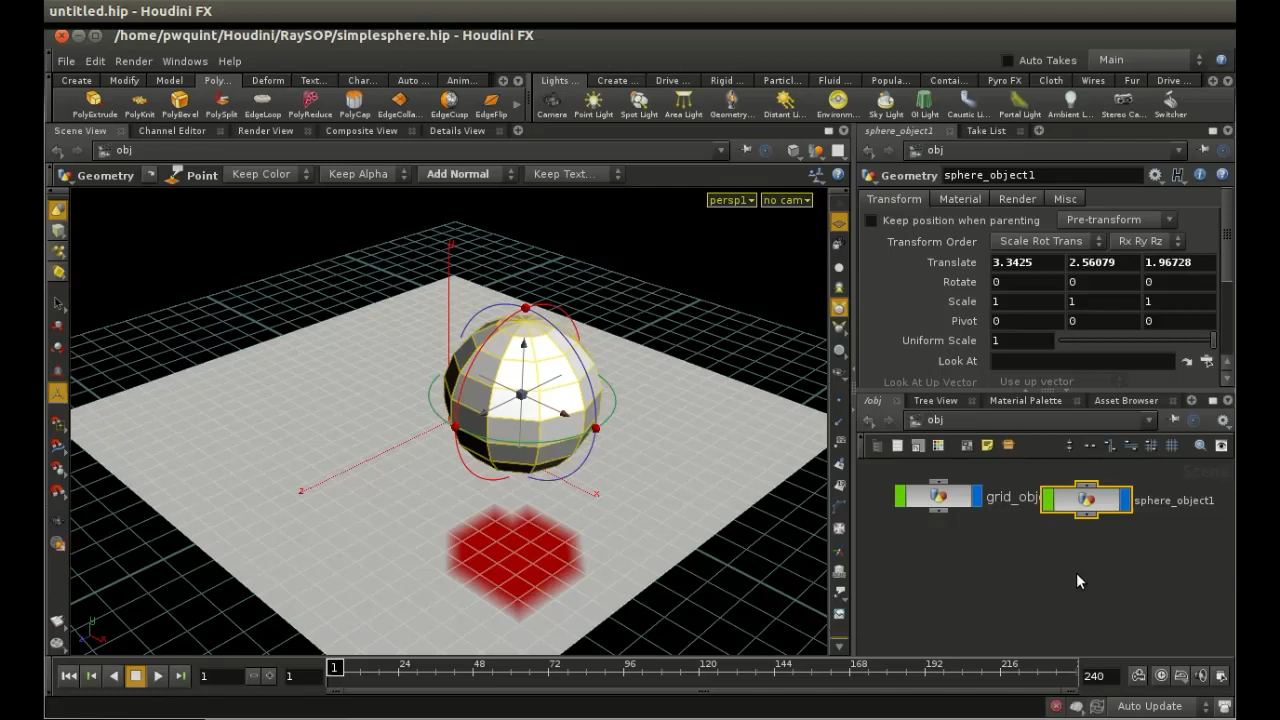 untitled.hip - Houdini FX
/home/pwquint/Houdini/RaySOP/simplesphere.hip - Houdini FX
File Edit Render Windows Help
Auto Takes Main
Create Modify Model Poly... Deform Text... Char... Auto ... Anim...
Lights ... Create ... Drive ... Rigid ... Particl... Fluid ... Popula... Contai... Pyro FX Cloth Wires Fur Drive ...
PolyExtrude PolyKnit PolyBevel PolySplit EdgeLoop PolyReduce PolyCap EdgeColla... EdgeCusp EdgeFlip
Camera Point Light Spot Light Area Light Geometry... Distant Li... Environm... Sky Light GI Light Caustic Li... Portal Light Ambient L... Stereo Ca... Switcher
Scene View Channel Editor Render View Composite View Details View
sphere_object1 Take List
obj
obj
Geometry Point Keep Color Keep Alpha Add Normal Keep Text...
Geometry sphere_object1
persp1 no cam
Transform Material Render Misc
Keep position when parenting Pre-transform
Transform Order Scale Rot Trans Rx Ry Rz
Translate 3.3425 2.56079 1.96728
Rotate 0 0 0
Scale 1 1 1
Pivot 0 0 0
Uniform Scale 1
Look At
Look At Up Vector Use up vector
/obj Tree View Material Palette Asset Browser
obj
Scene
grid_obj
sphere_object1
y
z
x
y
z
x
1 1 1 24 48 72 96 120 144 168 192 216 240
Auto Update